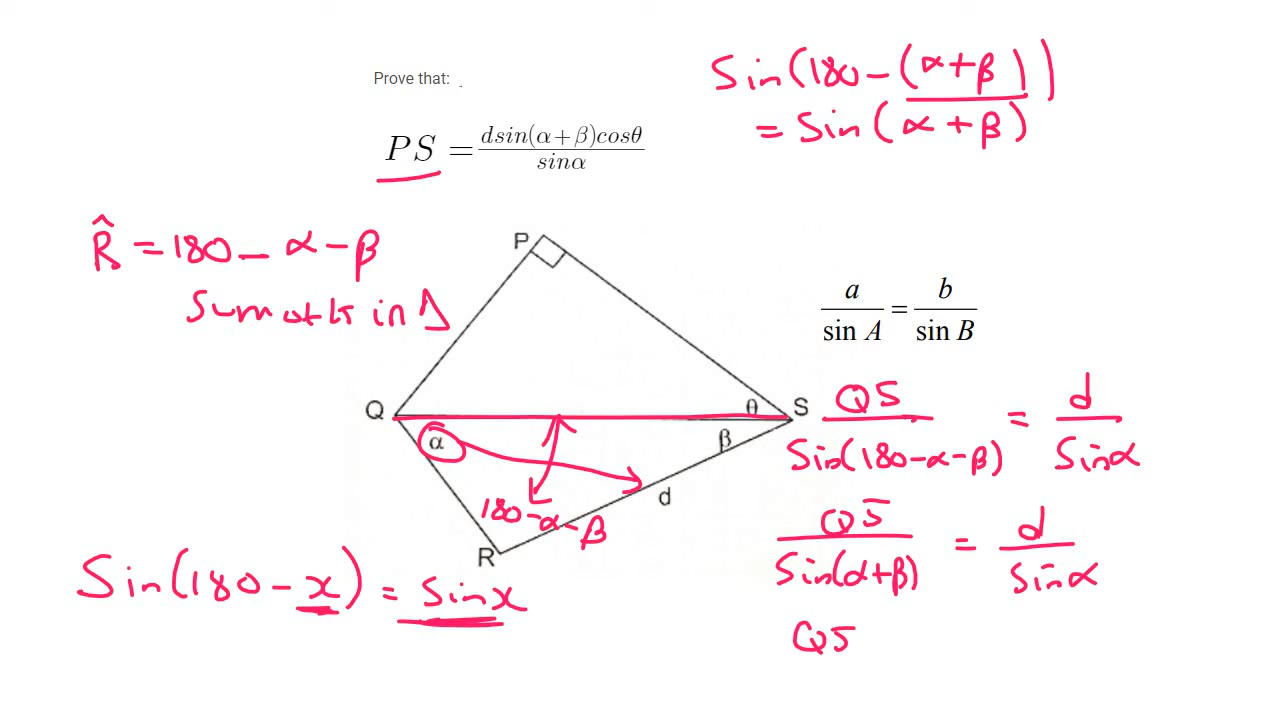 Prove that:
PS = dsin(α+β)cosθ / sinα
Sin(180-(α+β))
= Sin(α+β)
R̂ = 180-α-β
Sum of ∠s in Δ
P
a / sin A = b / sin B
Q
θ
S
α
β
d
R
180-α-β
QS / Sin(180-α-β) = d / Sinα
QS / Sin(α+β) = d / Sinα
Sin(180-x) = Sinx
QS